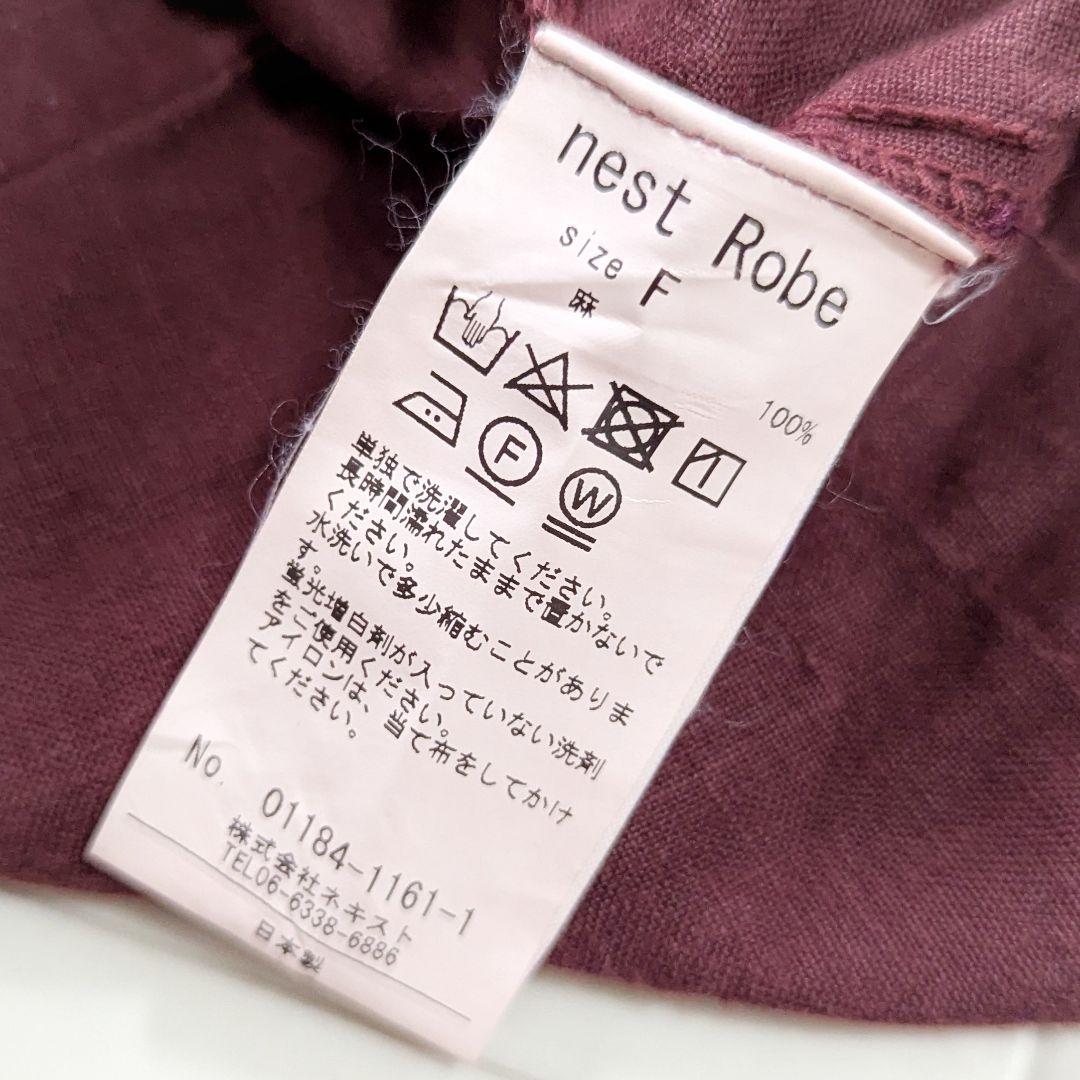 nest Robe
size F
麻 100%
F W
単独で洗濯してください。
長時間濡れたままで置かないで
ください。
水洗いで多少縮むことがありま
す。
蛍光増白剤が入っていない洗剤
をご使用ください。
アイロンは、当て布をしてかけ
てください。
No. 01184-1161-1
株式会社ネキスト
TEL06-6338-6886
日本製